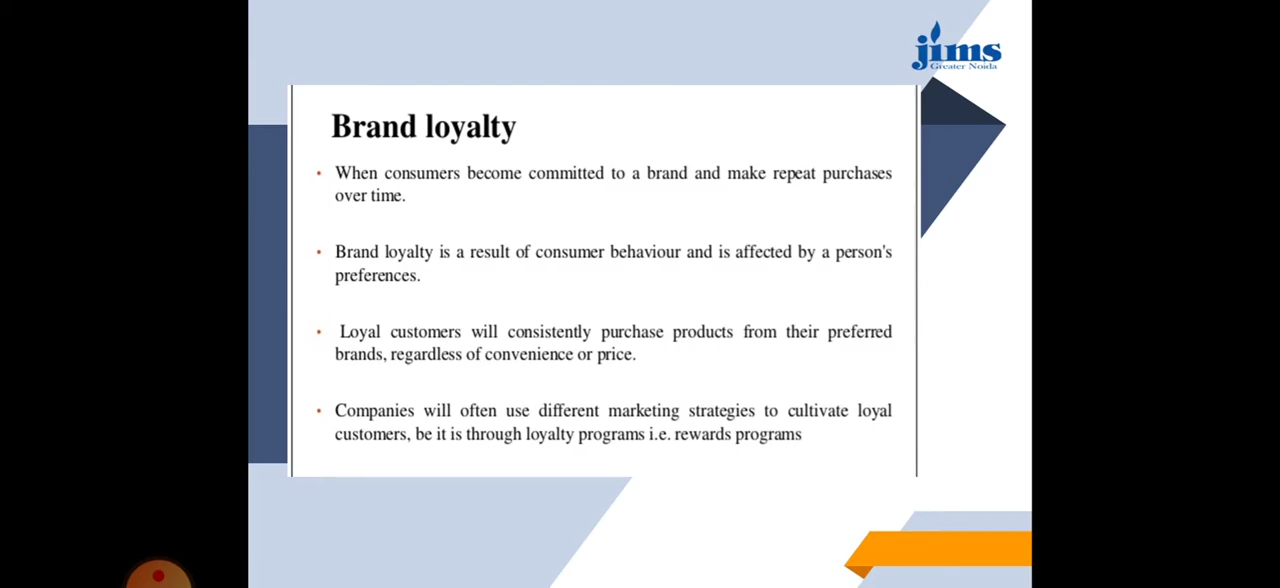 jims
Greater Noida
Brand loyalty
• When consumers become committed to a brand and make repeat purchases
over time.
• Brand loyalty is a result of consumer behaviour and is affected by a person's
preferences.
• Loyal customers will consistently purchase products from their preferred
brands, regardless of convenience or price.
• Companies will often use different marketing strategies to cultivate loyal
customers, be it is through loyalty programs i.e. rewards programs